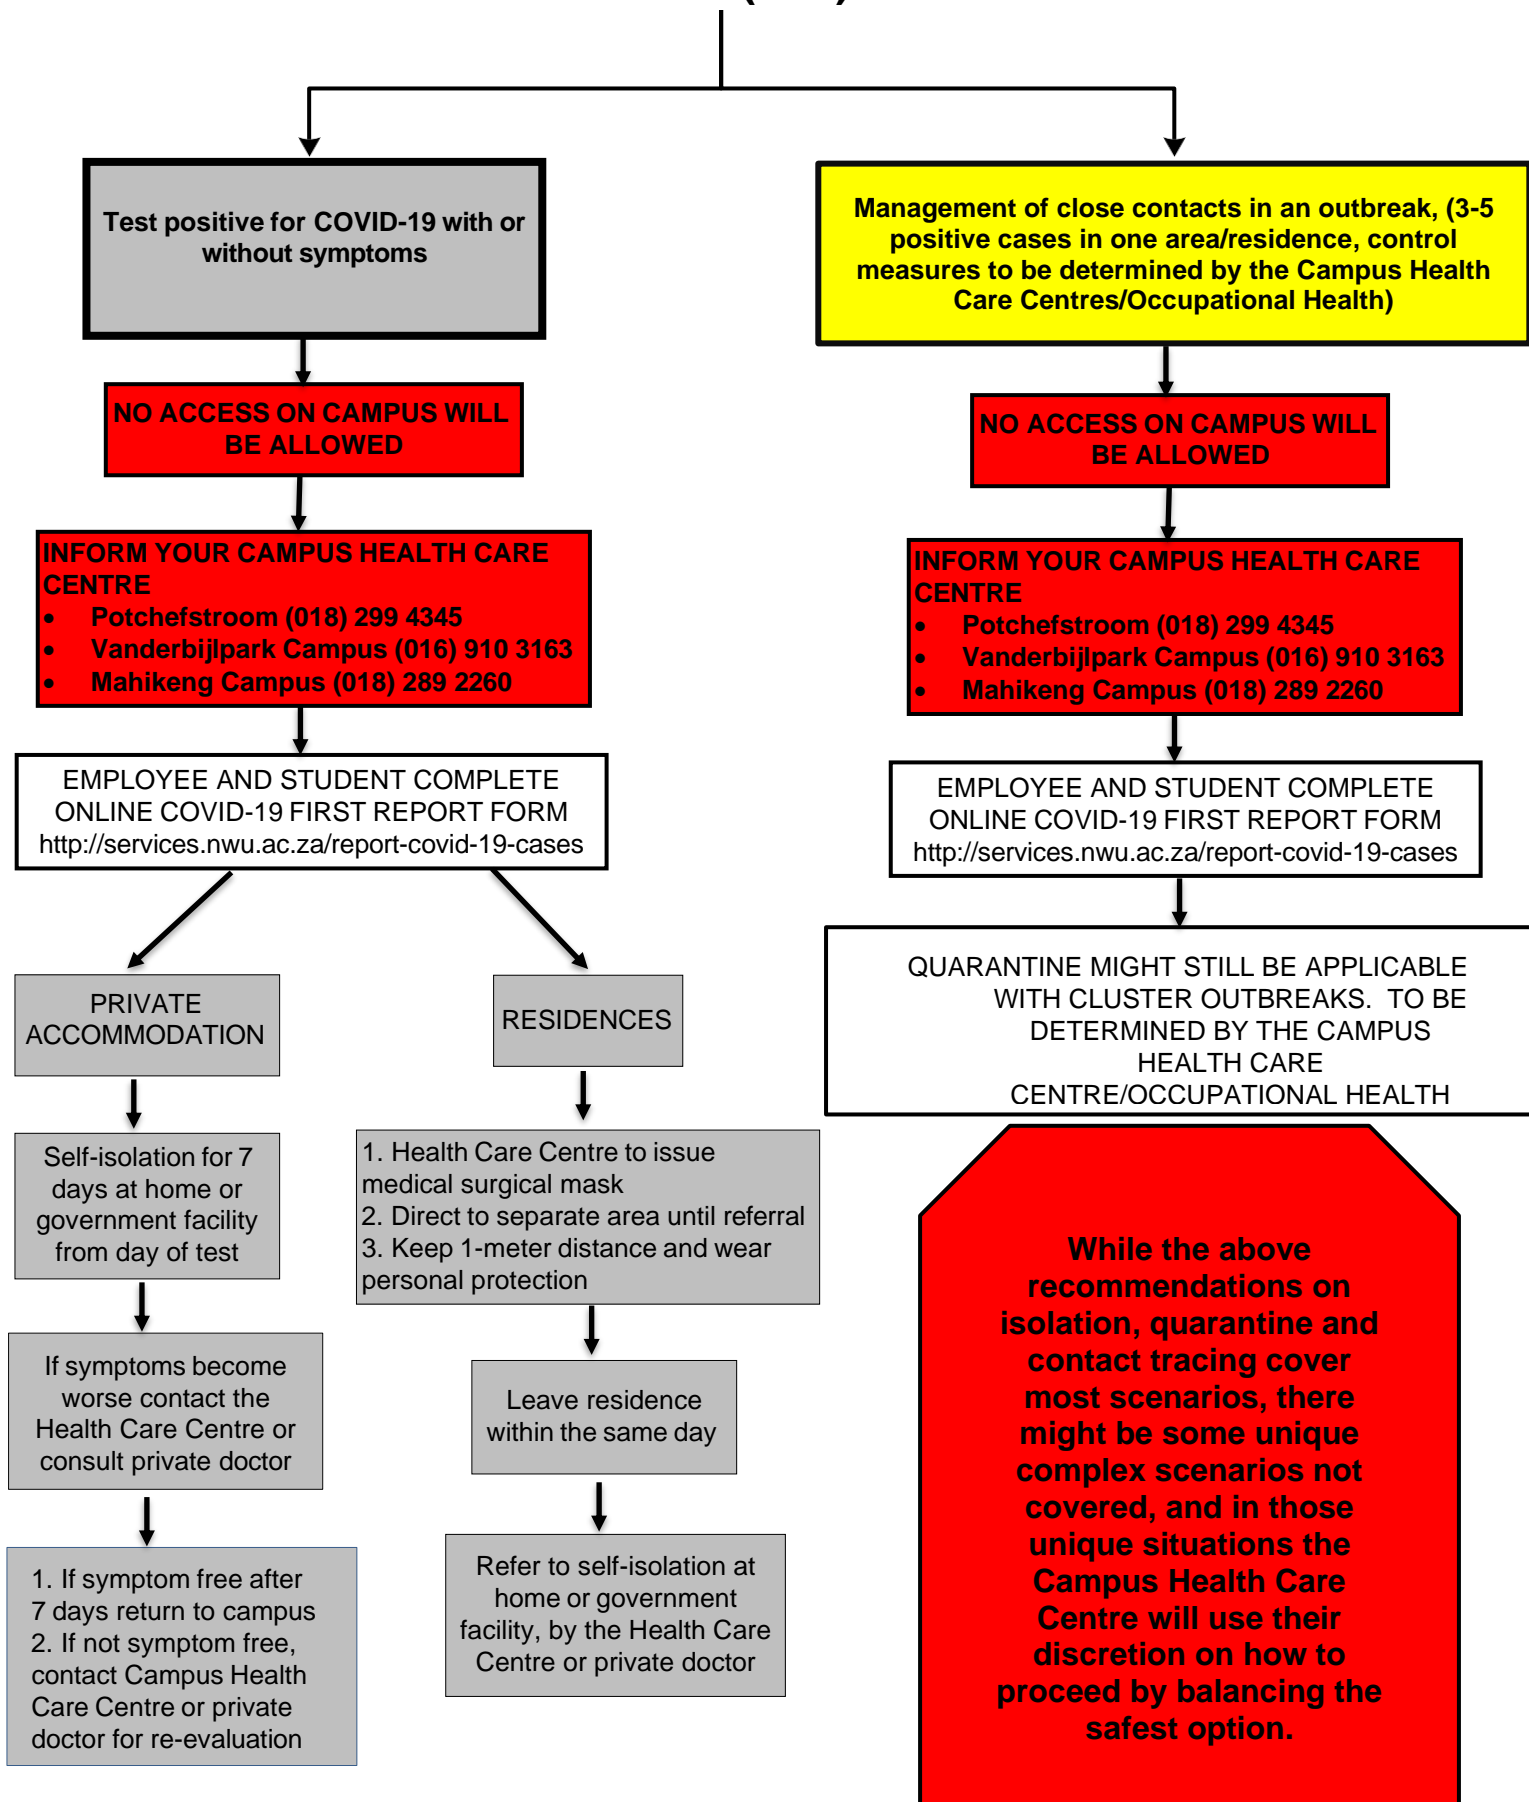 Test positive for COVID-19 with or
without symptoms
NO ACCESS ON CAMPUS WILL
BE ALLOWED
INFORM YOUR CAMPUS HEALTH CARE
CENTRE
• Potchefstroom (018) 299 4345
• Vanderbijlpark Campus (016) 910 3163
• Mahikeng Campus (018) 289 2260
EMPLOYEE AND STUDENT COMPLETE
ONLINE COVID-19 FIRST REPORT FORM
http://services.nwu.ac.za/report-covid-19-cases
PRIVATE
ACCOMMODATION
Self-isolation for 7
days at home or
government facility
from day of test
If symptoms become
worse contact the
Health Care Centre or
consult private doctor
1. If symptom free after
7 days return to campus
2. If not symptom free,
contact Campus Health
Care Centre or private
doctor for re-evaluation
RESIDENCES
1. Health Care Centre to issue
medical surgical mask
2. Direct to separate area until referral
3. Keep 1-meter distance and wear
personal protection
Leave residence
within the same day
Refer to self-isolation at
home or government
facility, by the Health Care
Centre or private doctor
Management of close contacts in an outbreak, (3-5
positive cases in one area/residence, control
measures to be determined by the Campus Health
Care Centres/Occupational Health)
NO ACCESS ON CAMPUS WILL
BE ALLOWED
INFORM YOUR CAMPUS HEALTH CARE
CENTRE
• Potchefstroom (018) 299 4345
• Vanderbijlpark Campus (016) 910 3163
• Mahikeng Campus (018) 289 2260
EMPLOYEE AND STUDENT COMPLETE
ONLINE COVID-19 FIRST REPORT FORM
http://services.nwu.ac.za/report-covid-19-cases
QUARANTINE MIGHT STILL BE APPLICABLE
WITH CLUSTER OUTBREAKS. TO BE
DETERMINED BY THE CAMPUS
HEALTH CARE
CENTRE/OCCUPATIONAL HEALTH
While the above
recommendations on
isolation, quarantine and
contact tracing cover
most scenarios, there
might be some unique
complex scenarios not
covered, and in those
unique situations the
Campus Health Care
Centre will use their
discretion on how to
proceed by balancing the
safest option.